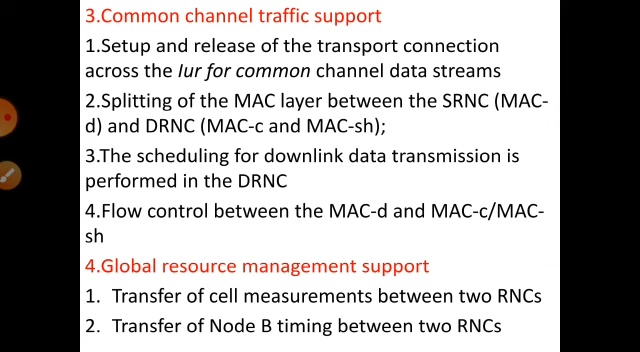 3.Common channel traffic support
1.Setup and release of the transport connection
across the Iur for common channel data streams
2.Splitting of the MAC layer between the SRNC (MAC-
d) and DRNC (MAC-c and MAC-sh);
3.The scheduling for downlink data transmission is
performed in the DRNC
4.Flow control between the MAC-d and MAC-c/MAC-
sh
4.Global resource management support
1. Transfer of cell measurements between two RNCs
2. Transfer of Node B timing between two RNCs